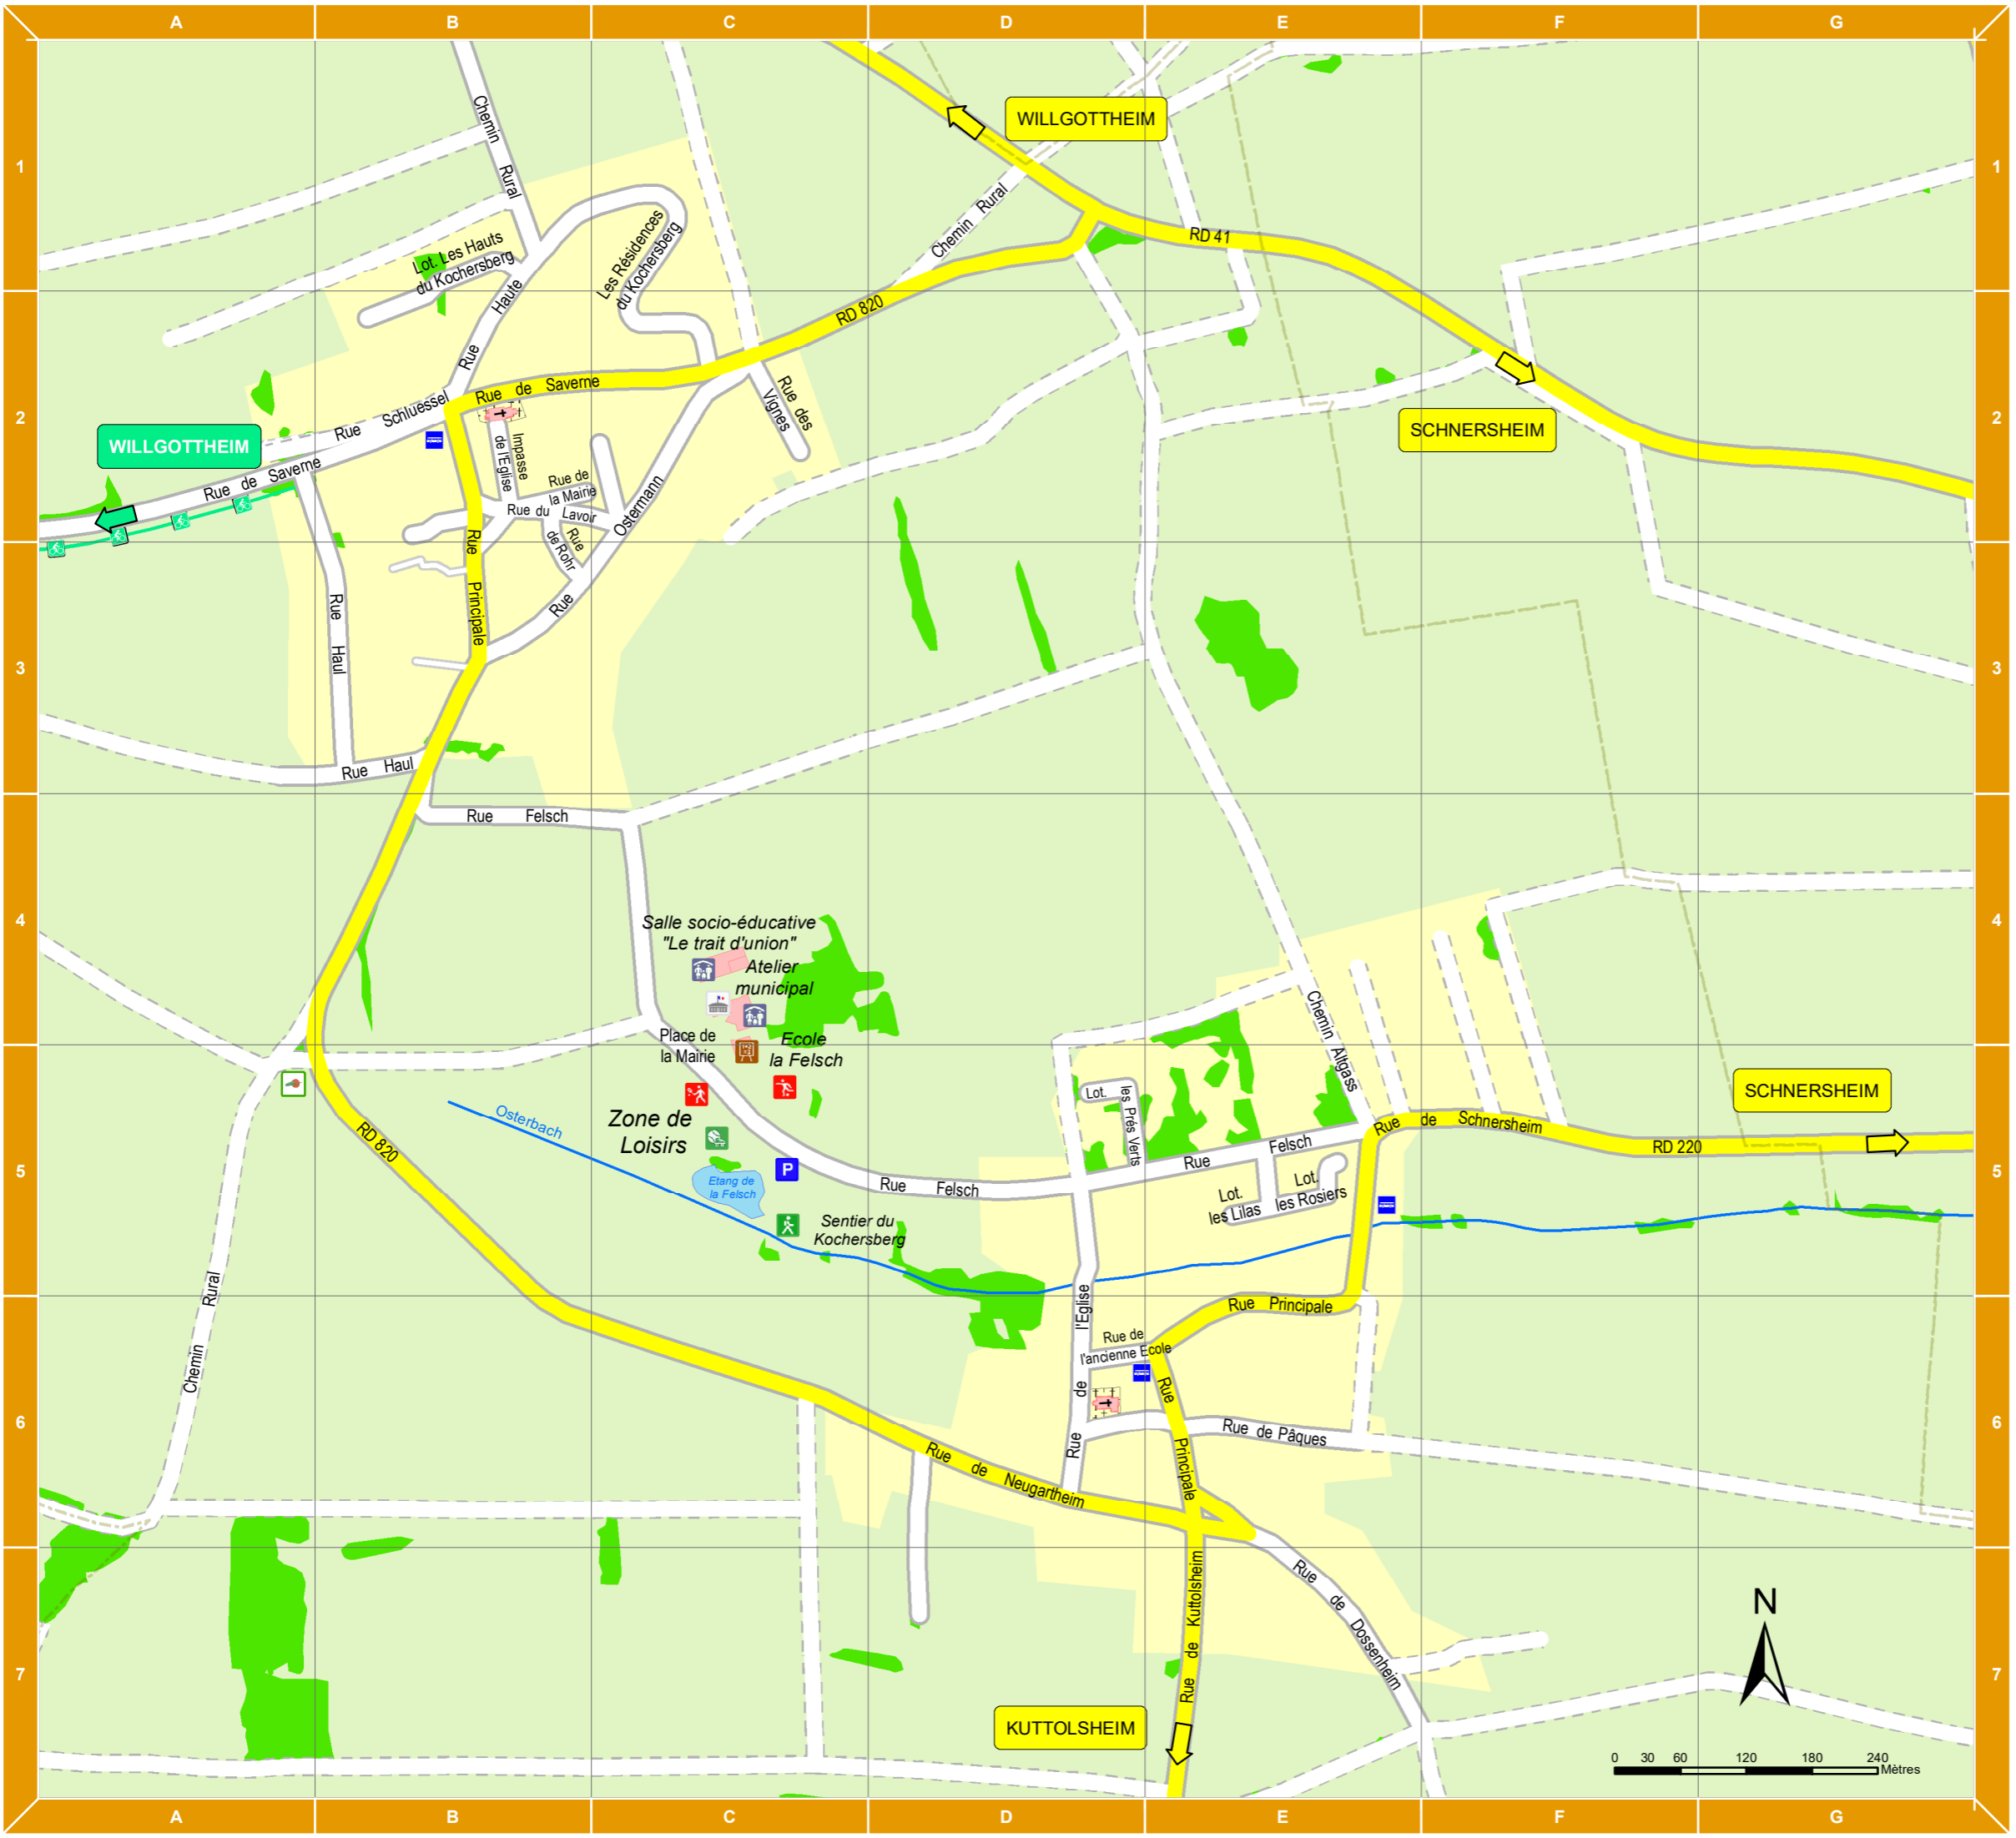 A B C D E F G
1 1
2 2
3 3
4 4
5 5
6 6
7 7
A B C D E F G
WILLGOTTHEIM
Chemin Rural
Chemin Rural
RD 41
Lot. Les Hauts
du Kochersberg
Les Résidences
du Kochersberg
Rue Haute
RD 820
Rue de Saverne
Rue Schluessel
Rue des
Vignes
WILLGOTTHEIM
Rue de Saverne
SCHNERSHEIM
Impasse
de l'Eglise
Rue de
la Mairie
Rue du Lavoir
Rue
de Rohr
Rue Ostermann
Rue Principale
Rue Haul
Rue Haul
Rue Felsch
Salle socio-éducative
"Le trait d'union"
Atelier
municipal
Place de
la Mairie
Ecole
la Felsch
Chemin Altgass
Zone de
Loisirs
P
Osterbach
Etang de
la Felsch
Sentier du
Kochersberg
RD 820
Rue Felsch
Lot.
les Prés Verts
Rue Felsch
Lot.
les Lilas
Lot.
les Rosiers
Rue de Schnersheim
RD 220
SCHNERSHEIM
Chemin Rural
Rue Principale
Rue de l'Eglise
Rue de
l'ancienne Ecole
Rue Principale
Rue de Pâques
Rue de Neugartheim
Rue de Kuttolsheim
Rue de Dossenheim
KUTTOLSHEIM
N
0 30 60 120 180 240
Mètres